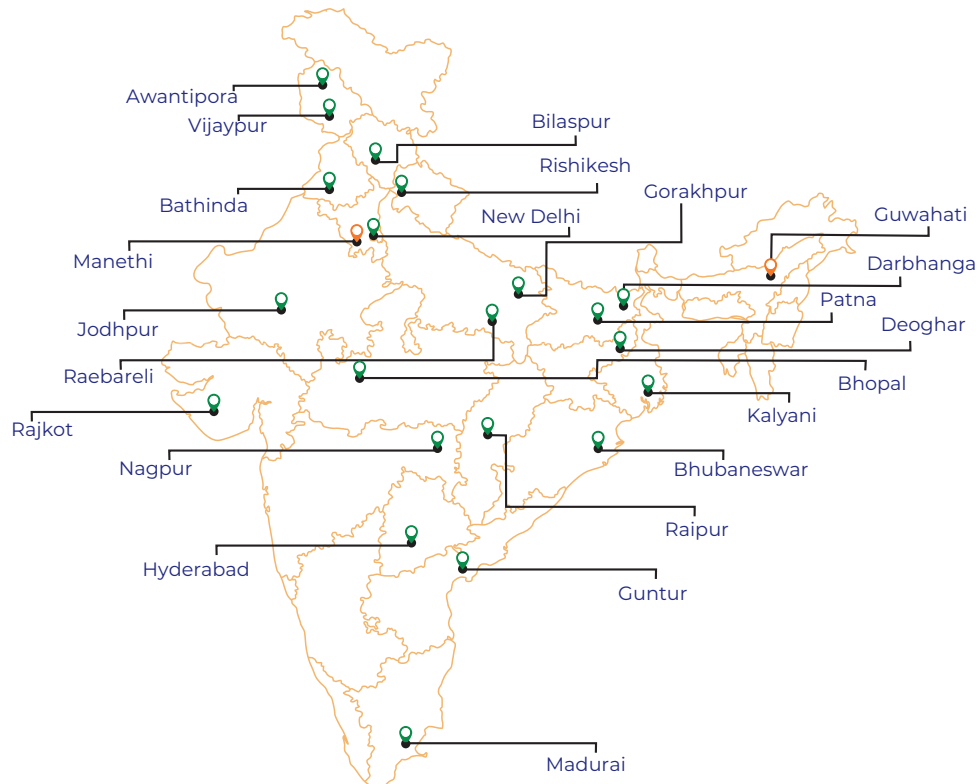 Awantipora
Vijaypur
Bilaspur
Rishikesh
Bathinda
Gorakhpur
New Delhi
Guwahati
Manethi
Darbhanga
Patna
Jodhpur
Deoghar
Raebareli
Bhopal
Kalyani
Rajkot
Nagpur
Bhubaneswar
Raipur
Hyderabad
Guntur
Madurai